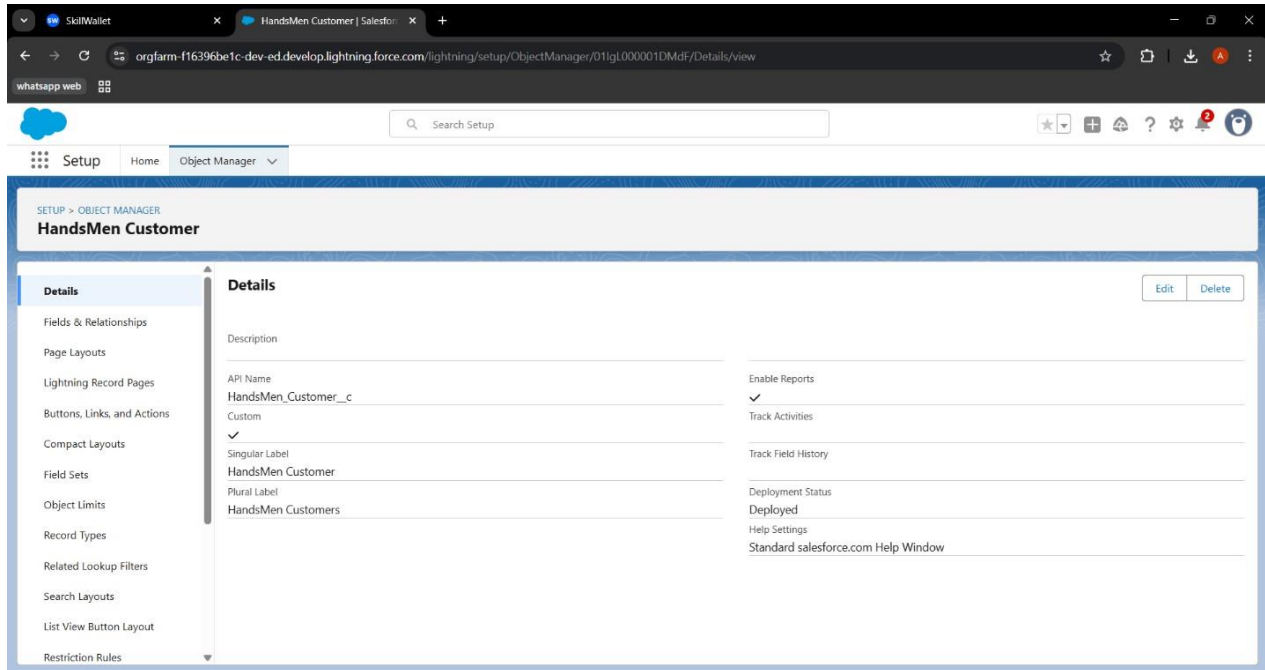 SW SkillWallet
HandsMen Customer | Salesforc
orgfarm-f16396be1c-dev-ed.develop.lightning.force.com/lightning/setup/ObjectManager/01IgL000001DMdF/Details/view
A
whatsapp web
Search Setup
2
Setup Home Object Manager
SETUP > OBJECT MANAGER
HandsMen Customer
Details
Fields & Relationships
Page Layouts
Lightning Record Pages
Buttons, Links, and Actions
Compact Layouts
Field Sets
Object Limits
Record Types
Related Lookup Filters
Search Layouts
List View Button Layout
Restriction Rules
Details
Edit Delete
Description
API Name
HandsMen_Customer__c
Custom
Singular Label
HandsMen Customer
Plural Label
HandsMen Customers
Enable Reports
Track Activities
Track Field History
Deployment Status
Deployed
Help Settings
Standard salesforce.com Help Window